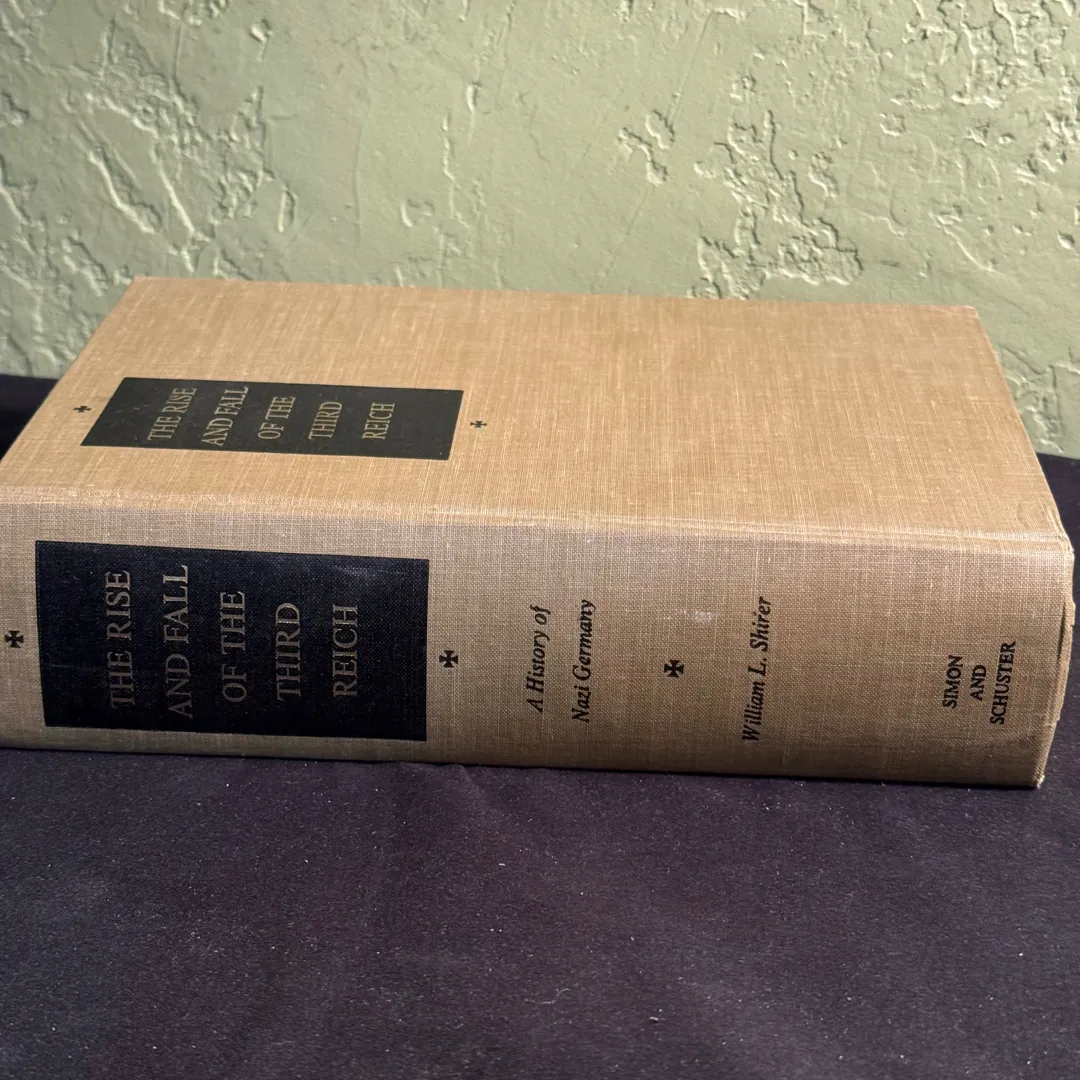 THE RISE
AND FALL
OF THE
THIRD
REICH
THE RISE
AND FALL
OF THE
THIRD
REICH
A History of
Nazi Germany
William L. Shirer
SIMON
AND
SCHUSTER